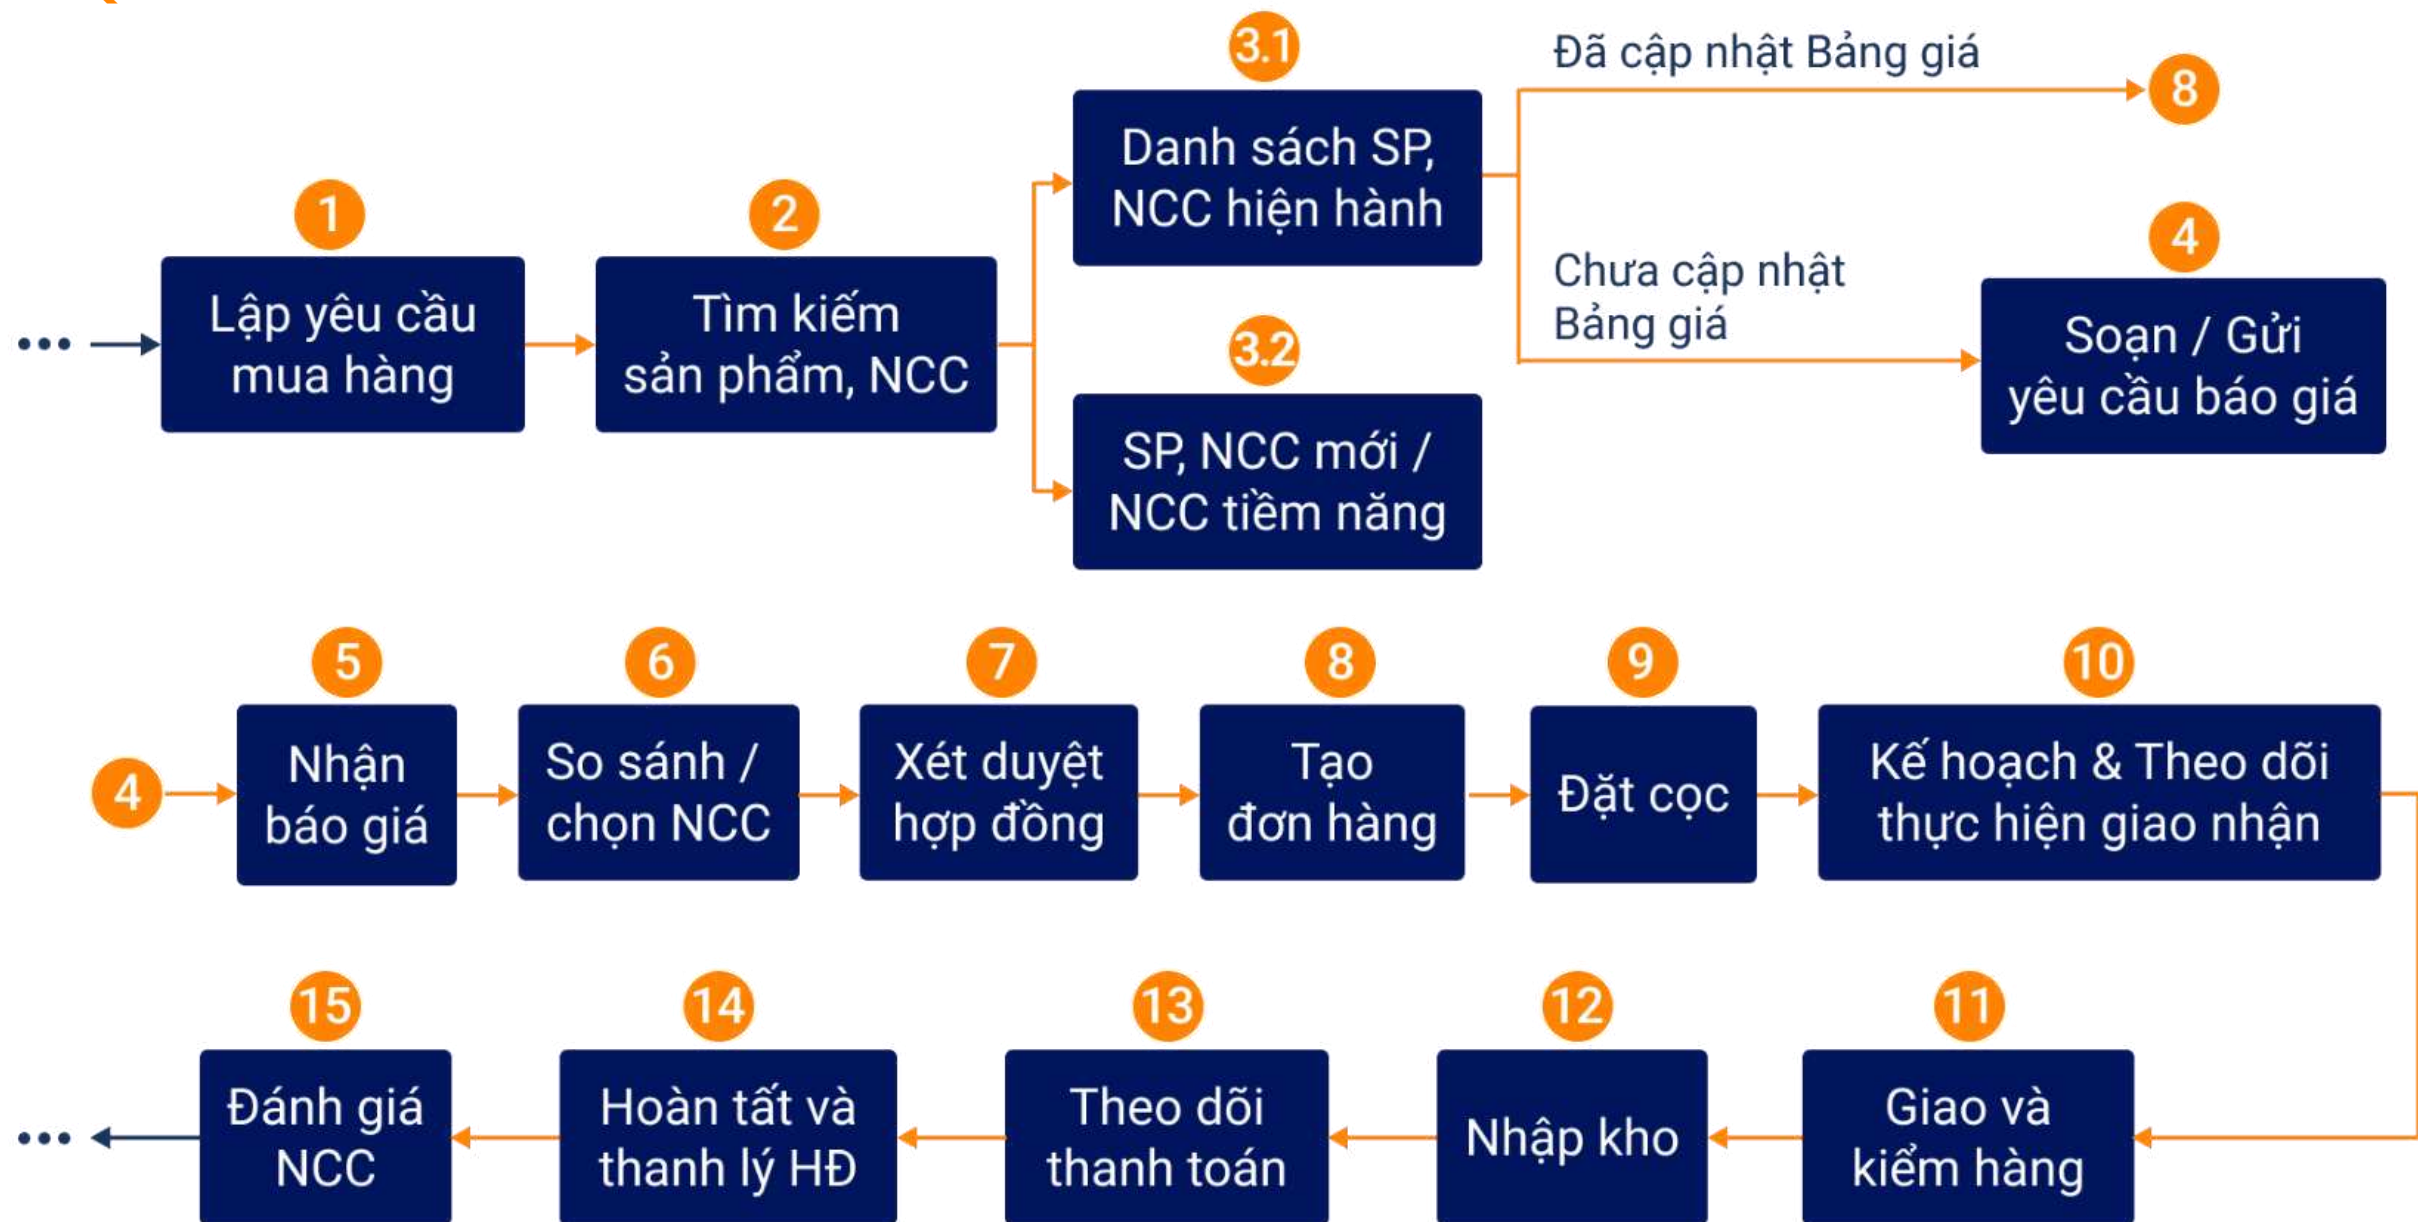 1
Lập yêu cầu
mua hàng
2
Tìm kiếm
sản phẩm, NCC
3.1
Danh sách SP,
NCC hiện hành
3.2
SP, NCC mới /
NCC tiềm năng
Đã cập nhật Bảng giá
8
Chưa cập nhật
Bảng giá
4
Soạn / Gửi
yêu cầu báo giá
4
5
Nhận
báo giá
6
So sánh /
chọn NCC
7
Xét duyệt
hợp đồng
8
Tạo
đơn hàng
9
Đặt cọc
10
Kế hoạch & Theo dõi
thực hiện giao nhận
11
Giao và
kiểm hàng
12
Nhập kho
13
Theo dõi
thanh toán
14
Hoàn tất và
thanh lý HĐ
15
Đánh giá
NCC